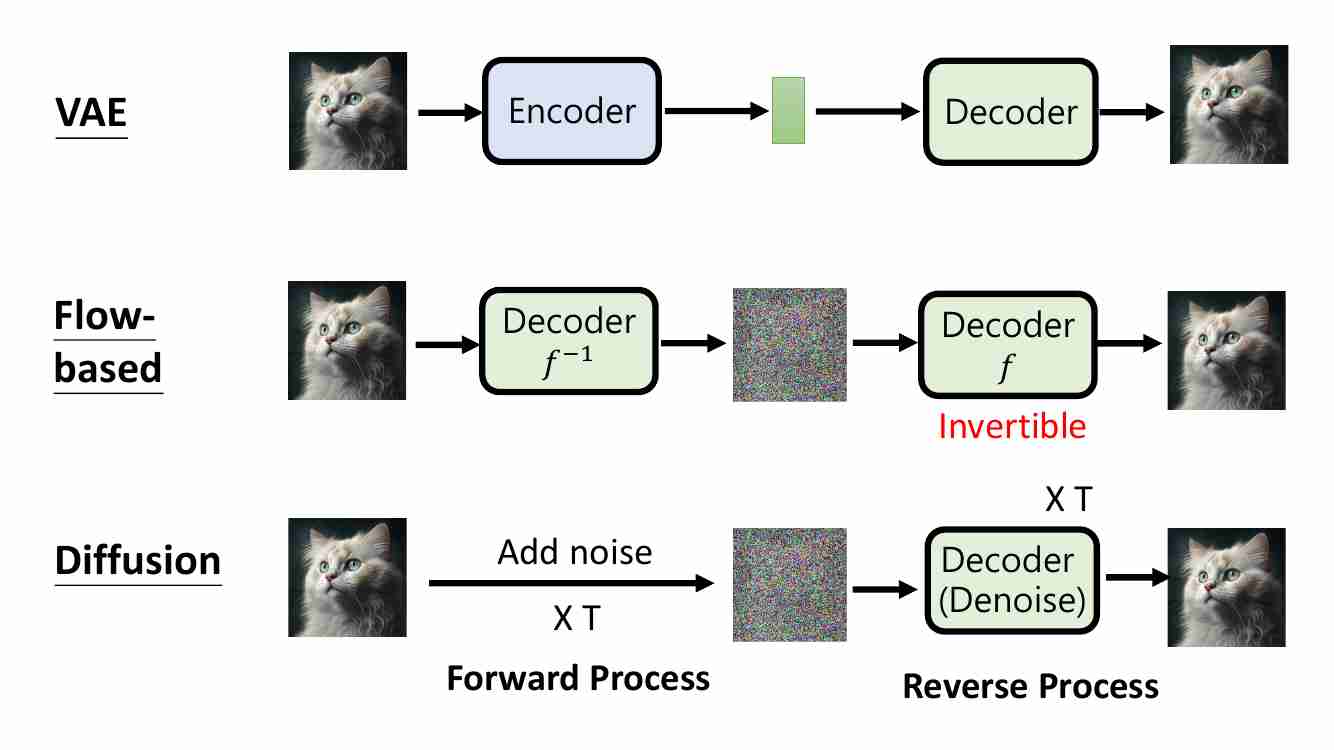 VAE
Encoder
Decoder
Flow-
based
Decoder
f⁻¹
Decoder
f
Invertible
X T
Diffusion
Add noise
X T
Decoder
(Denoise)
Forward Process
Reverse Process